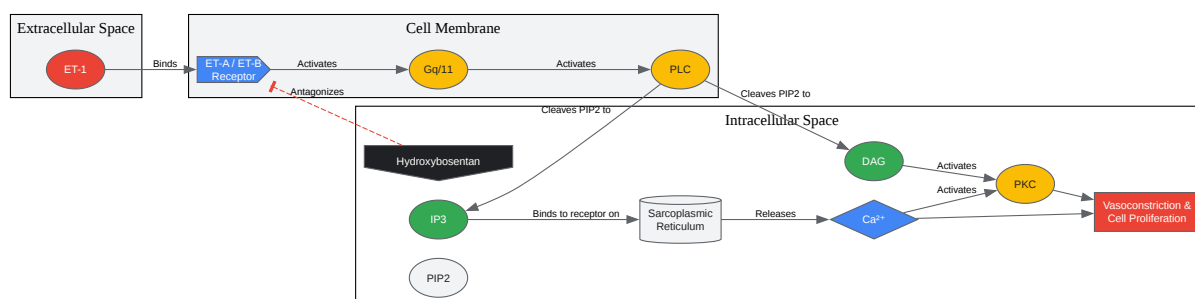 Extracellular Space
Cell Membrane
ET-1
Binds
ET-A / ET-B
Receptor
Activates
Gq/11
Activates
PLC
Antagonizes
Cleaves PIP2 to
Cleaves PIP2 to
Intracellular Space
Hydroxybosentan
DAG
Activates
PKC
Activates
IP3
Binds to receptor on
Sarcoplasmic
Reticulum
Releases
Ca²⁺
Vasoconstriction &
Cell Proliferation
PIP2